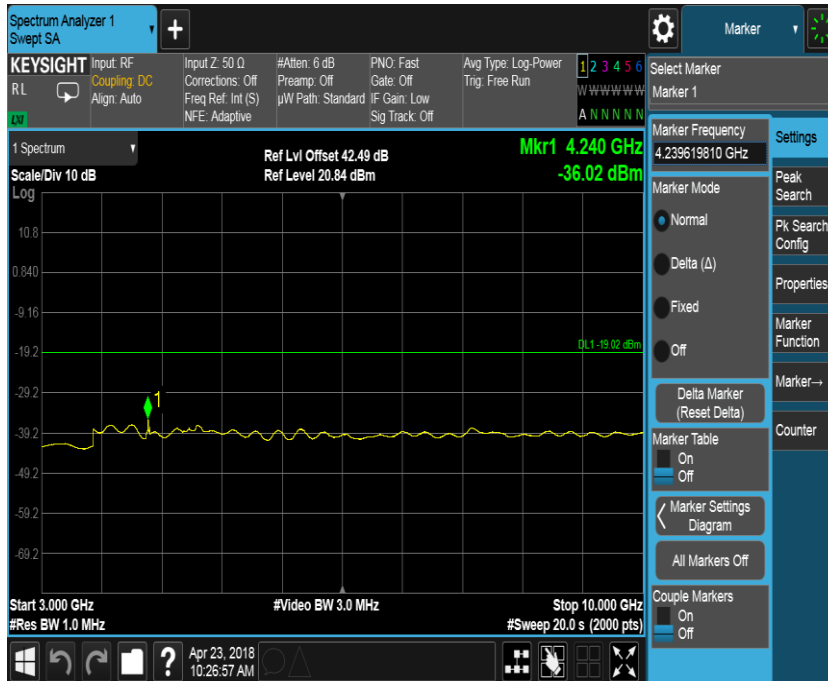 Spectrum Analyzer 1
Swept SA
+
Marker
KEYSIGHT
RL
LXI
Input: RF
Coupling: DC
Align: Auto
Input Z: 50 Ω
Corrections: Off
Freq Ref: Int (S)
NFE: Adaptive
#Atten: 6 dB
Preamp: Off
µW Path: Standard
PNO: Fast
Gate: Off
IF Gain: Low
Sig Track: Off
Avg Type: Log-Power
Trig: Free Run
1 2 3 4 5 6
W W W W W W
A N N N N N
Select Marker
Marker 1
1 Spectrum
Scale/Div 10 dB
Log
Ref Lvl Offset 42.49 dB
Ref Level 20.84 dBm
Mkr1 4.240 GHz
-36.02 dBm
10.8
0.840
-9.16
-19.2
-29.2
-39.2
-49.2
-59.2
-69.2
DL1 -19.02 dBm
1
Start 3.000 GHz
#Res BW 1.0 MHz
#Video BW 3.0 MHz
Stop 10.000 GHz
#Sweep 20.0 s (2000 pts)
Marker Frequency
4.239619810 GHz
Marker Mode
Normal
Delta (Δ)
Fixed
Off
Delta Marker
(Reset Delta)
Marker Table
On
Off
Marker Settings
Diagram
All Markers Off
Couple Markers
On
Off
Settings
Peak
Search
Pk Search
Config
Properties
Marker
Function
Marker→
Counter
?
Apr 23, 2018
10:26:57 AM